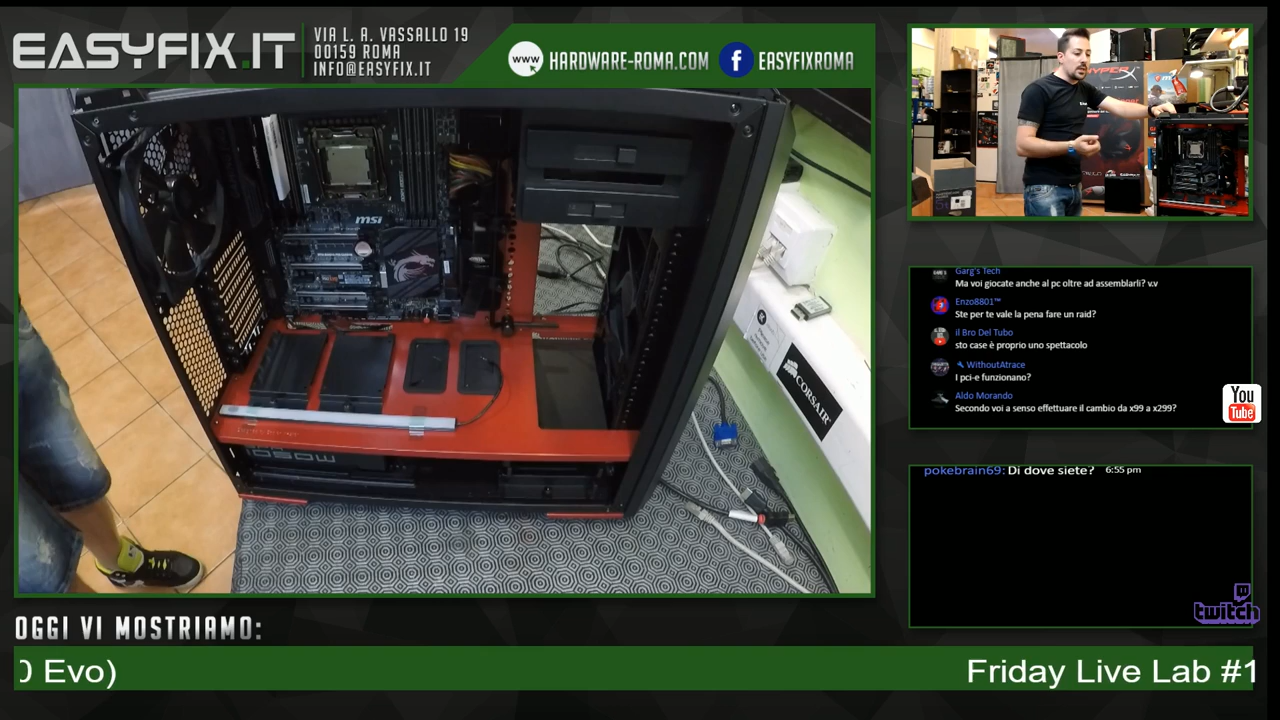 EASYFIX.IT
VIA L. A. VASSALLO 19
00159 ROMA
INFO@EASYFIX.IT
www
HARDWARE-ROMA.COM
f
EASYFIXROMA
msi
CORSAIR
1050W
HYPERX
Garg's Tech
Ma voi giocate anche al pc oltre ad assemblarli? v.v
Enzo8801™
Ste per te vale la pena fare un raid?
il Bro Del Tubo
sto case è proprio uno spettacolo
WithoutAtrace
I pci-e funzionano?
Aldo Morando
Secondo voi a senso effettuare il cambio da x99 a x299?
You
Tube
pokebrain69: Di dove siete? 6:55 pm
twitch
OGGI VI MOSTRIAMO:
0 Evo)
Friday Live Lab #1